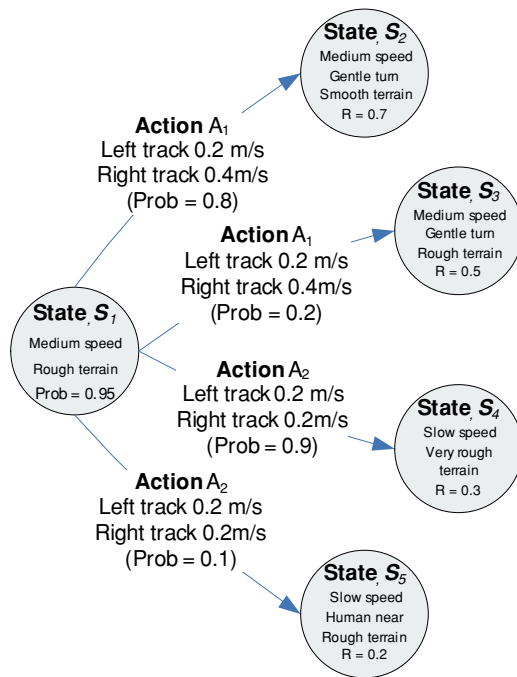 State, S2
Medium speed
Gentle turn
Smooth terrain
R = 0.7
Action A1
Left track 0.2 m/s
Right track 0.4m/s
(Prob = 0.8)
State, S3
Medium speed
Gentle turn
Rough terrain
R = 0.5
Action A1
Left track 0.2 m/s
Right track 0.4m/s
(Prob = 0.2)
State, S1
Medium speed
Rough terrain
Prob = 0.95
Action A2
Left track 0.2 m/s
Right track 0.2m/s
(Prob = 0.9)
State, S4
Slow speed
Very rough
terrain
R = 0.3
Action A2
Left track 0.2 m/s
Right track 0.2m/s
(Prob = 0.1)
State, S5
Slow speed
Human near
Rough terrain
R = 0.2